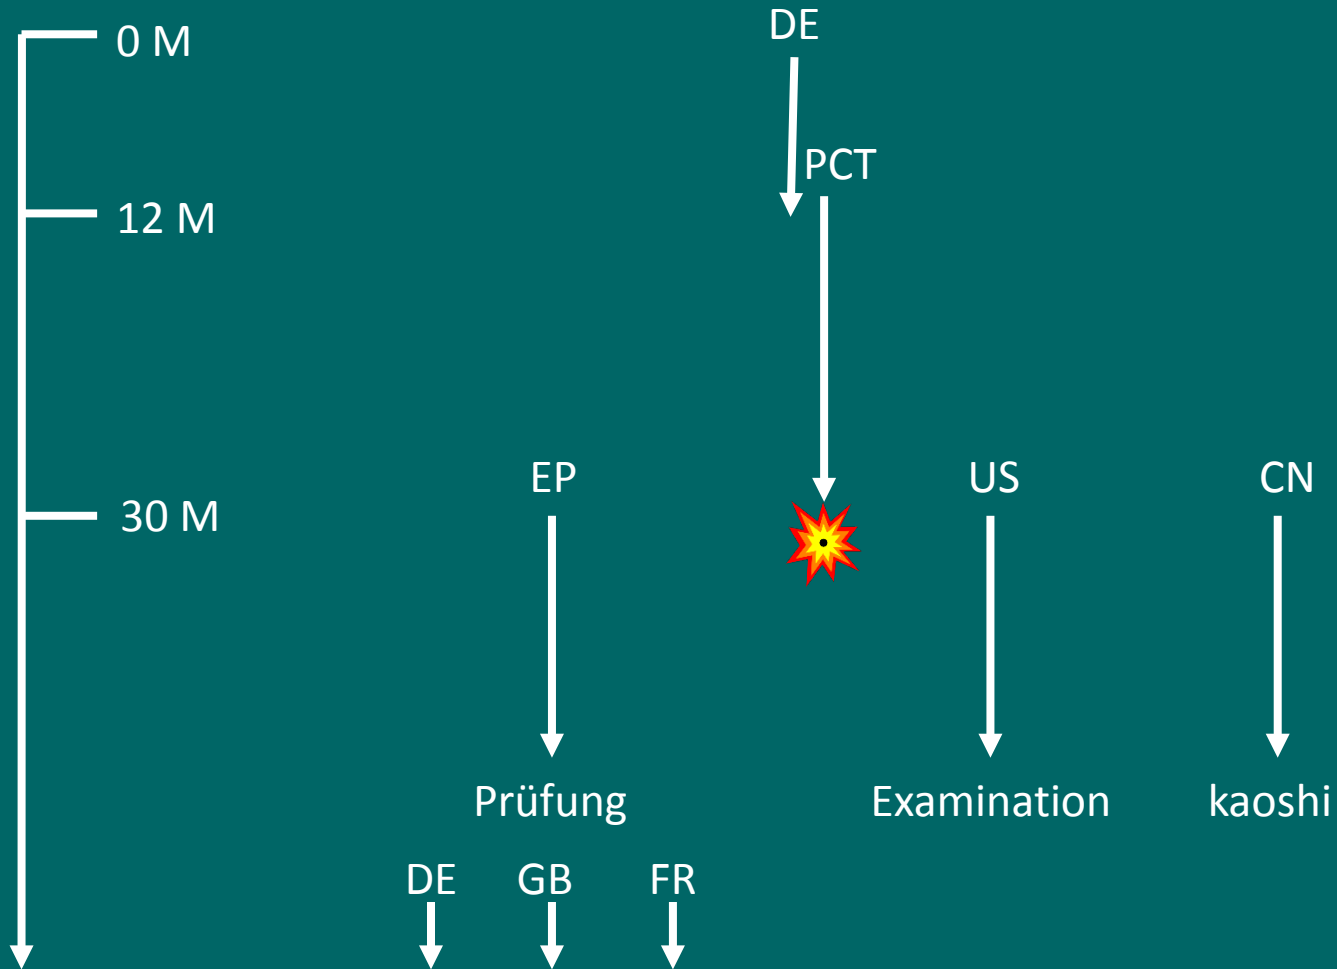 DE
0 M
PCT
12 M
EP
US
CN
30 M
Prüfung
Examination
kaoshi
DE
GB
FR